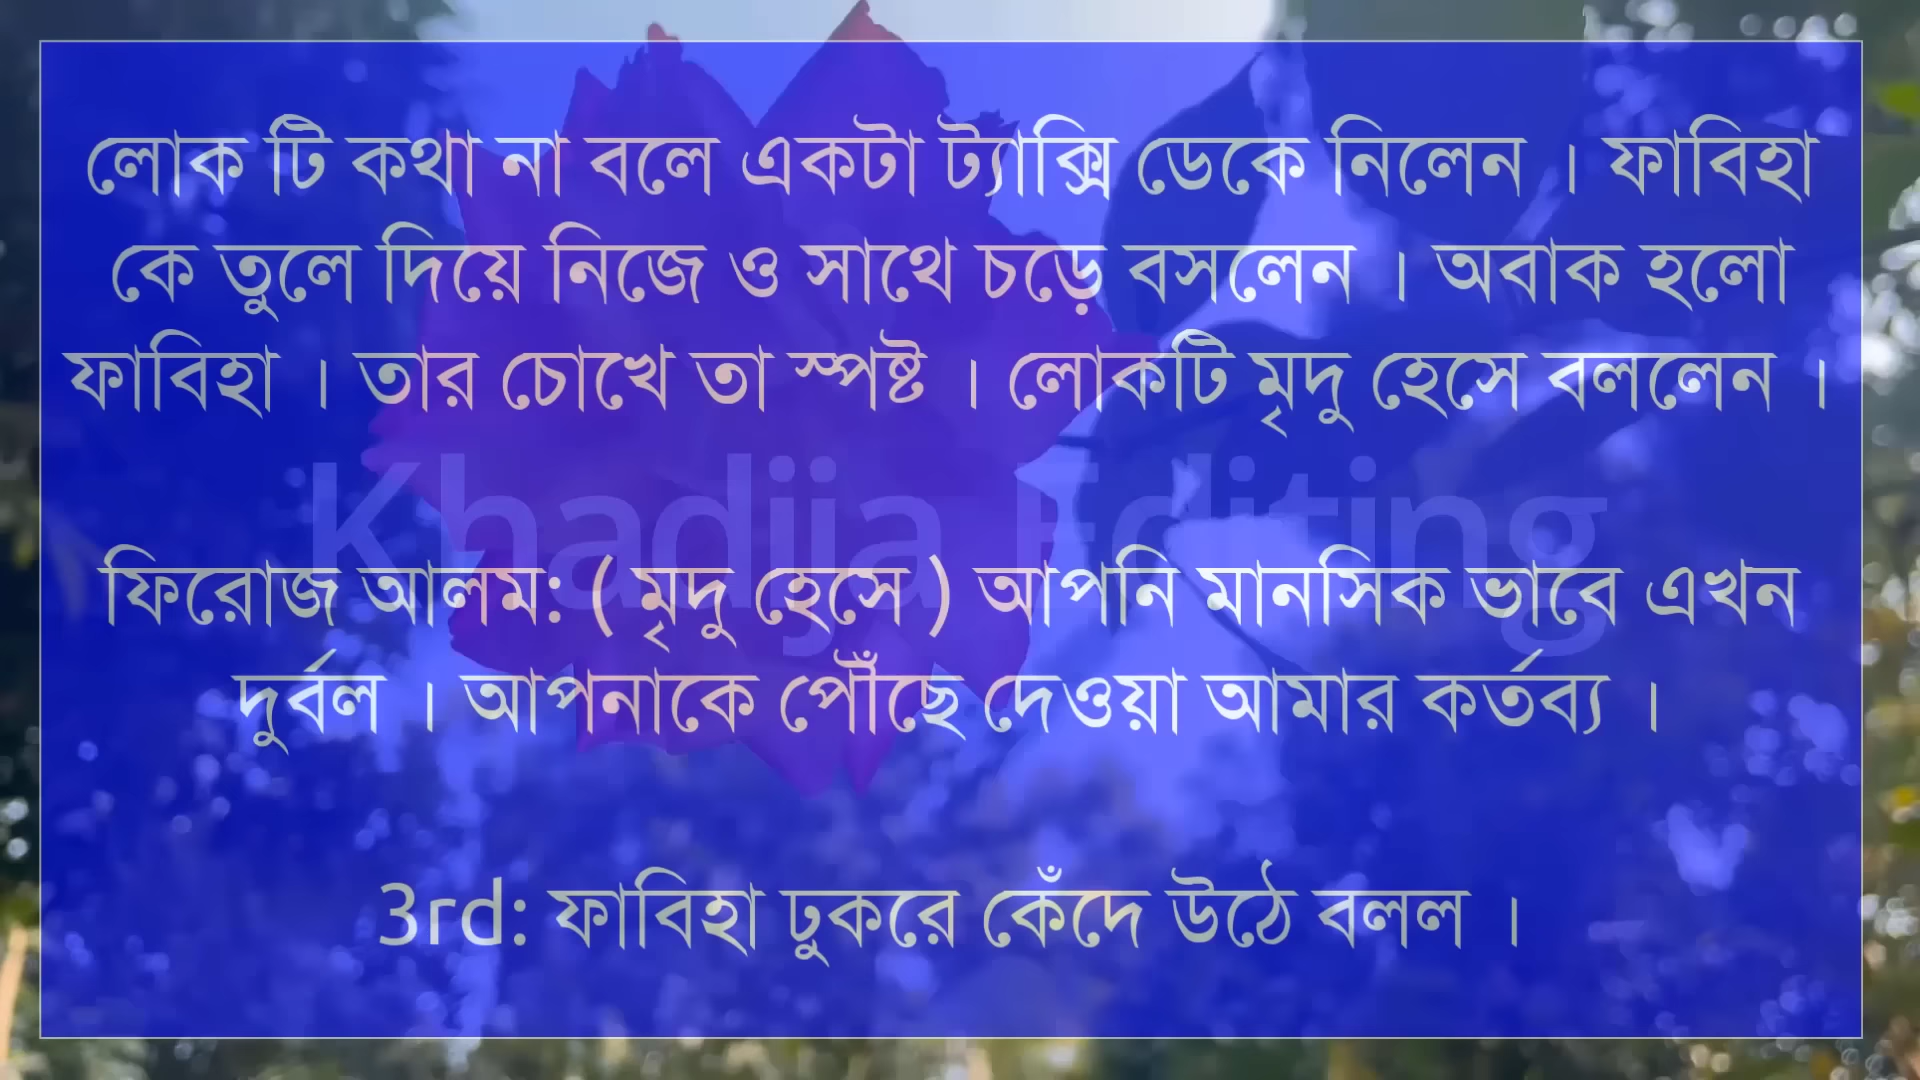 লোক টি কথা না বলে একটা ট্যাক্সি ডেকে নিলেন । ফাবিহা
কে তুলে দিয়ে নিজে ও সাথে চড়ে বসলেন । অবাক হলো
ফাবিহা । তার চোখে তা স্পষ্ট । লোকটি মৃদু হেসে বললেন ।
Khadija Editing
ফিরোজ আলম: ( মৃদু হেসে ) আপনি মানসিক ভাবে এখন
দুর্বল । আপনাকে পৌঁছে দেওয়া আমার কর্তব্য ।
3rd: ফাবিহা ঢুকরে কেঁদে উঠে বলল ।